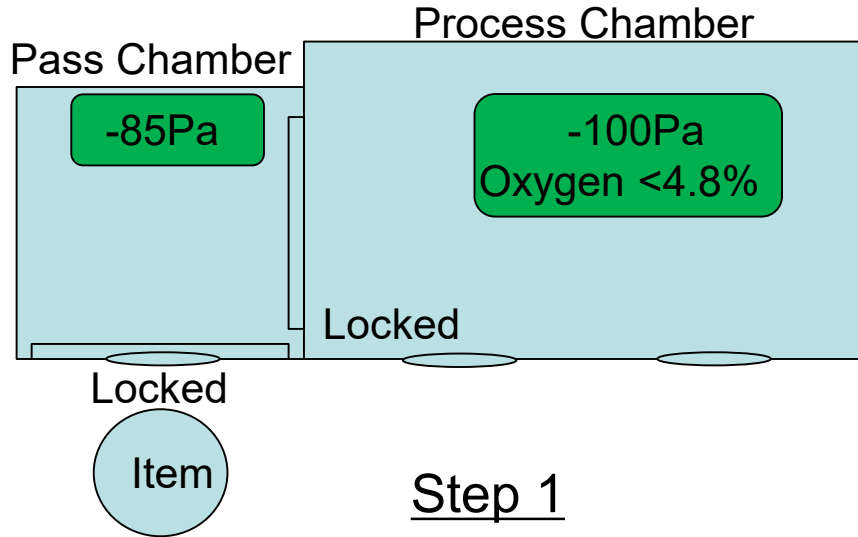 Process Chamber
Pass Chamber
-85Pa
-100Pa
Oxygen <4.8%
Locked
Locked
Item
Step 1